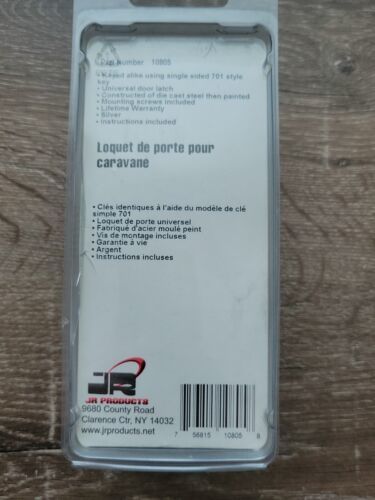 Part Number 10805
• Keyed alike using single sided 701 style
key
• Universal door latch
• Constructed of die cast steel then painted
• Mounting screws included
• Lifetime Warranty
• Silver
• Instructions included
Loquet de porte pour
caravane
• Clés identiques à l'aide du modèle de clé
simple 701
• Loquet de porte universel
• Fabriqué d'acier moulé peint
• Vis de montage incluses
• Garantie à vie
• Argent
• Instructions incluses
JR
JR PRODUCTS
9680 County Road
Clarence Ctr, NY 14032
www.jrproducts.net
7 56815 10805 8